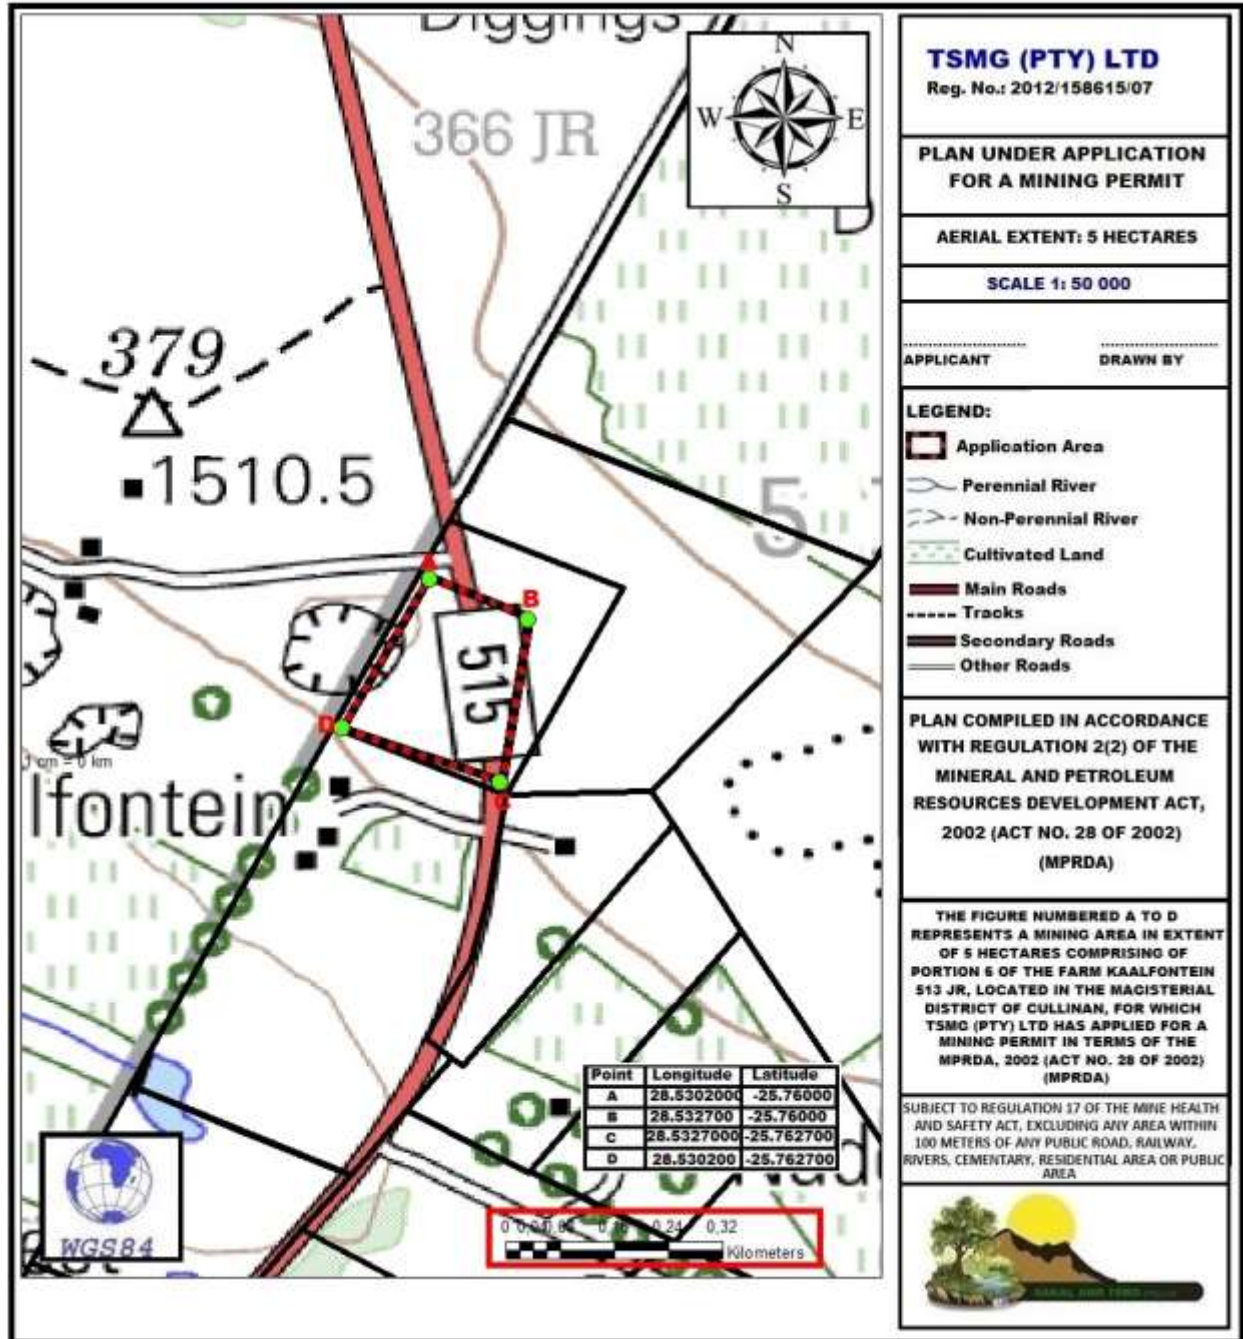 Diggings
366 JR
N
W
E
S
379
1510.5
A
B
515
D
C
1 cm = 0 km
lfontein
Point Longitude Latitude
A 28.5302000 -25.76000
B 28.532700 -25.76000
C 28.5327000 -25.762700
D 28.530200 -25.762700
WGS84
0,16 0,24 0,32
Kilometers
TSMG (PTY) LTD
Reg. No.: 2012/158615/07
PLAN UNDER APPLICATION
FOR A MINING PERMIT
AERIAL EXTENT: 5 HECTARES
SCALE 1: 50 000
APPLICANT DRAWN BY
LEGEND:
Application Area
Perennial River
Non-Perennial River
Cultivated Land
Main Roads
Tracks
Secondary Roads
Other Roads
PLAN COMPILED IN ACCORDANCE
WITH REGULATION 2(2) OF THE
MINERAL AND PETROLEUM
RESOURCES DEVELOPMENT ACT,
2002 (ACT NO. 28 OF 2002)
(MPRDA)
THE FIGURE NUMBERED A TO D
REPRESENTS A MINING AREA IN EXTENT
OF 5 HECTARES COMPRISING OF
PORTION 6 OF THE FARM KAALFONTEIN
513 JR, LOCATED IN THE MAGISTERIAL
DISTRICT OF CULLINAN, FOR WHICH
TSMG (PTY) LTD HAS APPLIED FOR A
MINING PERMIT IN TERMS OF THE
MPRDA, 2002 (ACT NO. 28 OF 2002)
(MPRDA)
SUBJECT TO REGULATION 17 OF THE MINE HEALTH
AND SAFETY ACT, EXCLUDING ANY AREA WITHIN
100 METERS OF ANY PUBLIC ROAD, RAILWAY,
RIVERS, CEMENTARY, RESIDENTIAL AREA OR PUBLIC
AREA